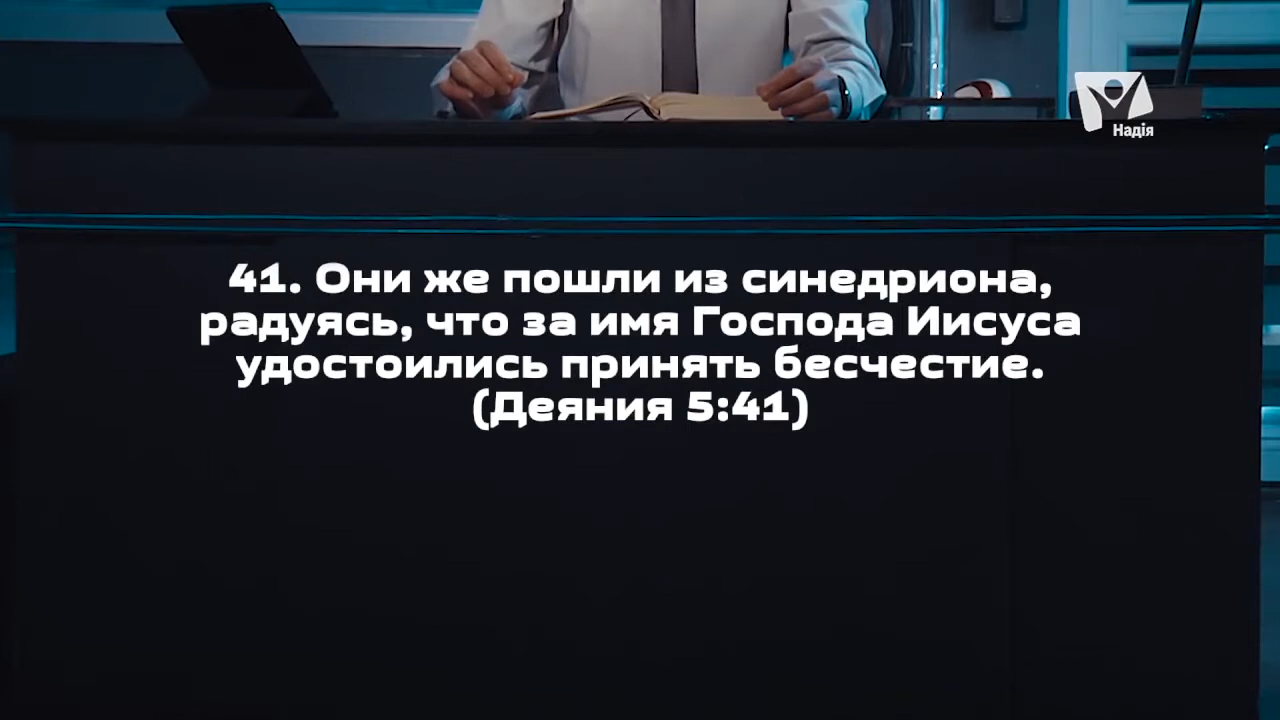 Надія
41. Они же пошли из синедриона,
радуясь, что за имя Господа Иисуса
удостоились принять бесчестие.
(Деяния 5:41)